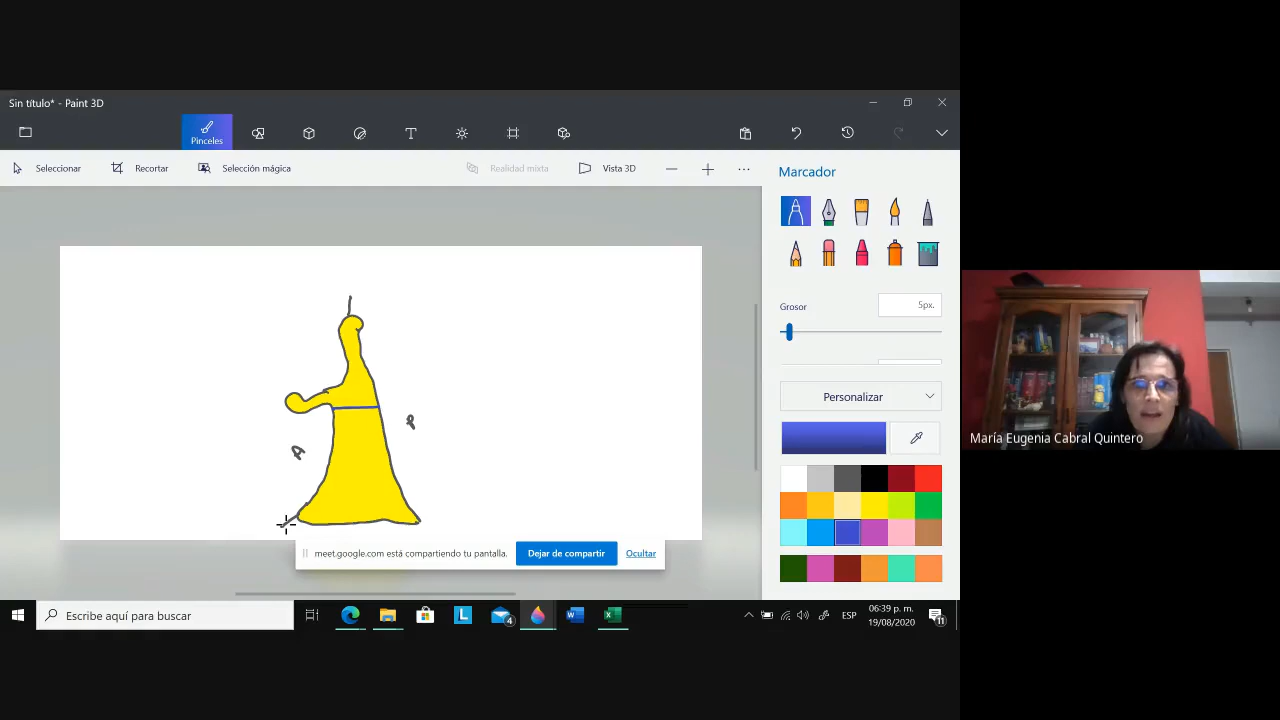 Sin título* - Paint 3D
Pinceles
Seleccionar Recortar Selección mágica Realidad mixta Vista 3D
Marcador
Grosor 5px.
Personalizar
A
María Eugenia Cabral Quintero
meet.google.com está compartiendo tu pantalla. Dejar de compartir Ocultar
Escribe aquí para buscar
L
W
X
4
ESP
06:39 p. m.
19/08/2020
11